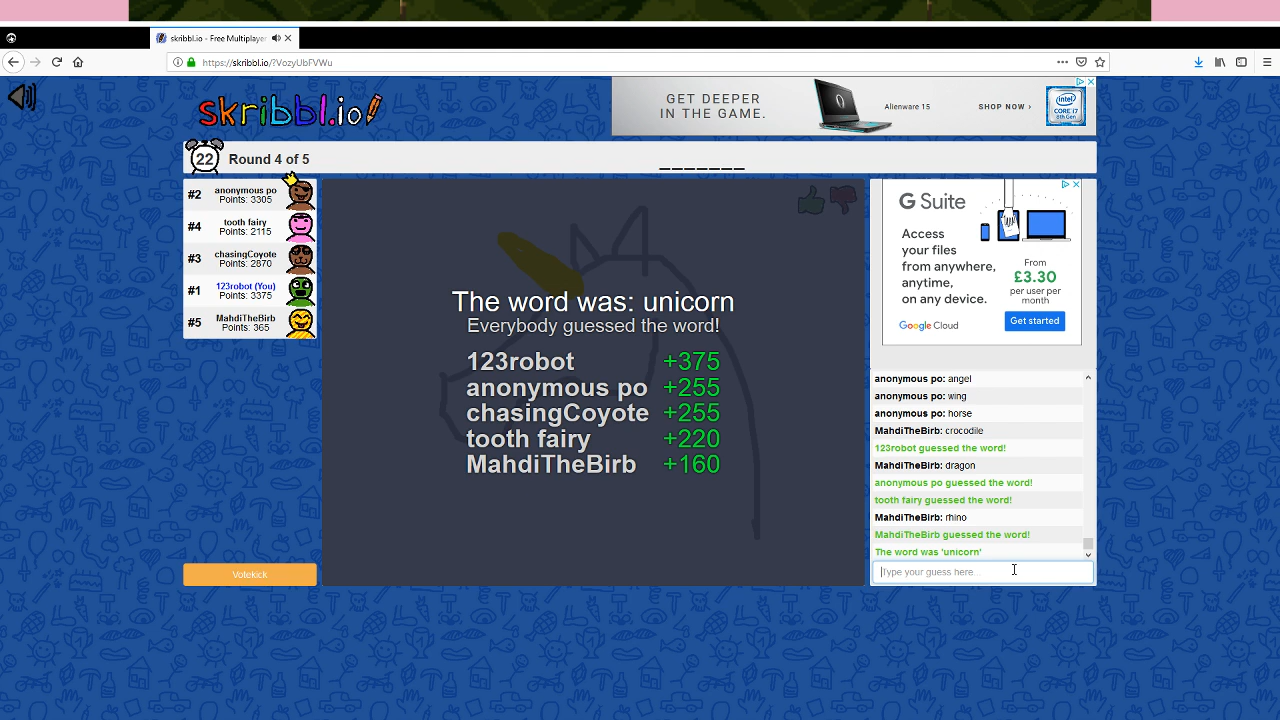 skribbl.io - Free Multiplayer
https://skribbl.io/?VozyUbFVWu
skribbl.io
GET DEEPER
IN THE GAME.
Alienware 15
SHOP NOW ›
intel
CORE i7
8th Gen
22
Round 4 of 5
_______
#2
anonymous po
Points: 3305
#4
tooth fairy
Points: 2115
#3
chasingCoyote
Points: 2870
#1
123robot (You)
Points: 3375
#5
MahdiTheBirb
Points: 365
Votekick
The word was: unicorn
Everybody guessed the word!
123robot +375
anonymous po +255
chasingCoyote +255
tooth fairy +220
MahdiTheBirb +160
G Suite
Access
your files
from anywhere,
anytime,
on any device.
From
£3.30
per user per
month
Google Cloud
Get started
anonymous po: angel
anonymous po: wing
anonymous po: horse
MahdiTheBirb: crocodile
123robot guessed the word!
MahdiTheBirb: dragon
anonymous po guessed the word!
tooth fairy guessed the word!
MahdiTheBirb: rhino
MahdiTheBirb guessed the word!
The word was 'unicorn'
Type your guess here...